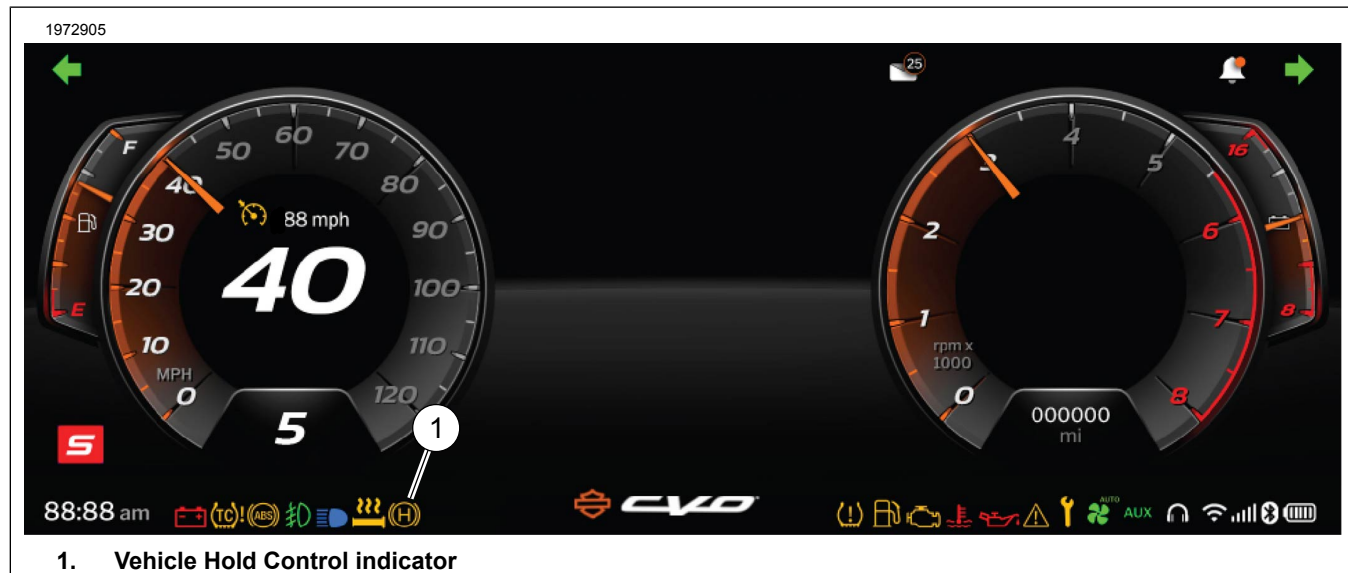 1972905
25
F
E
0
10
20
30
40
50
60
70
80
90
100
110
120
MPH
88 mph
40
5
0
1
2
3
4
5
6
7
8
rpm x
1000
000000
mi
16
8
S
88:88 am
TC !
ABS
H
1
CVO
AUTO
AUX
1. Vehicle Hold Control indicator